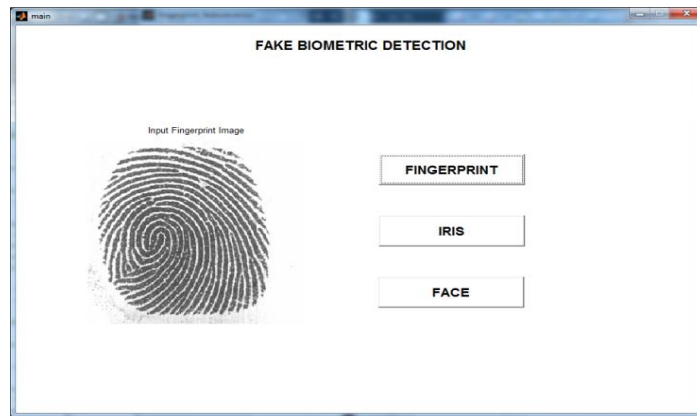 main
FAKE BIOMETRIC DETECTION
Input Fingerprint Image
FINGERPRINT
IRIS
FACE